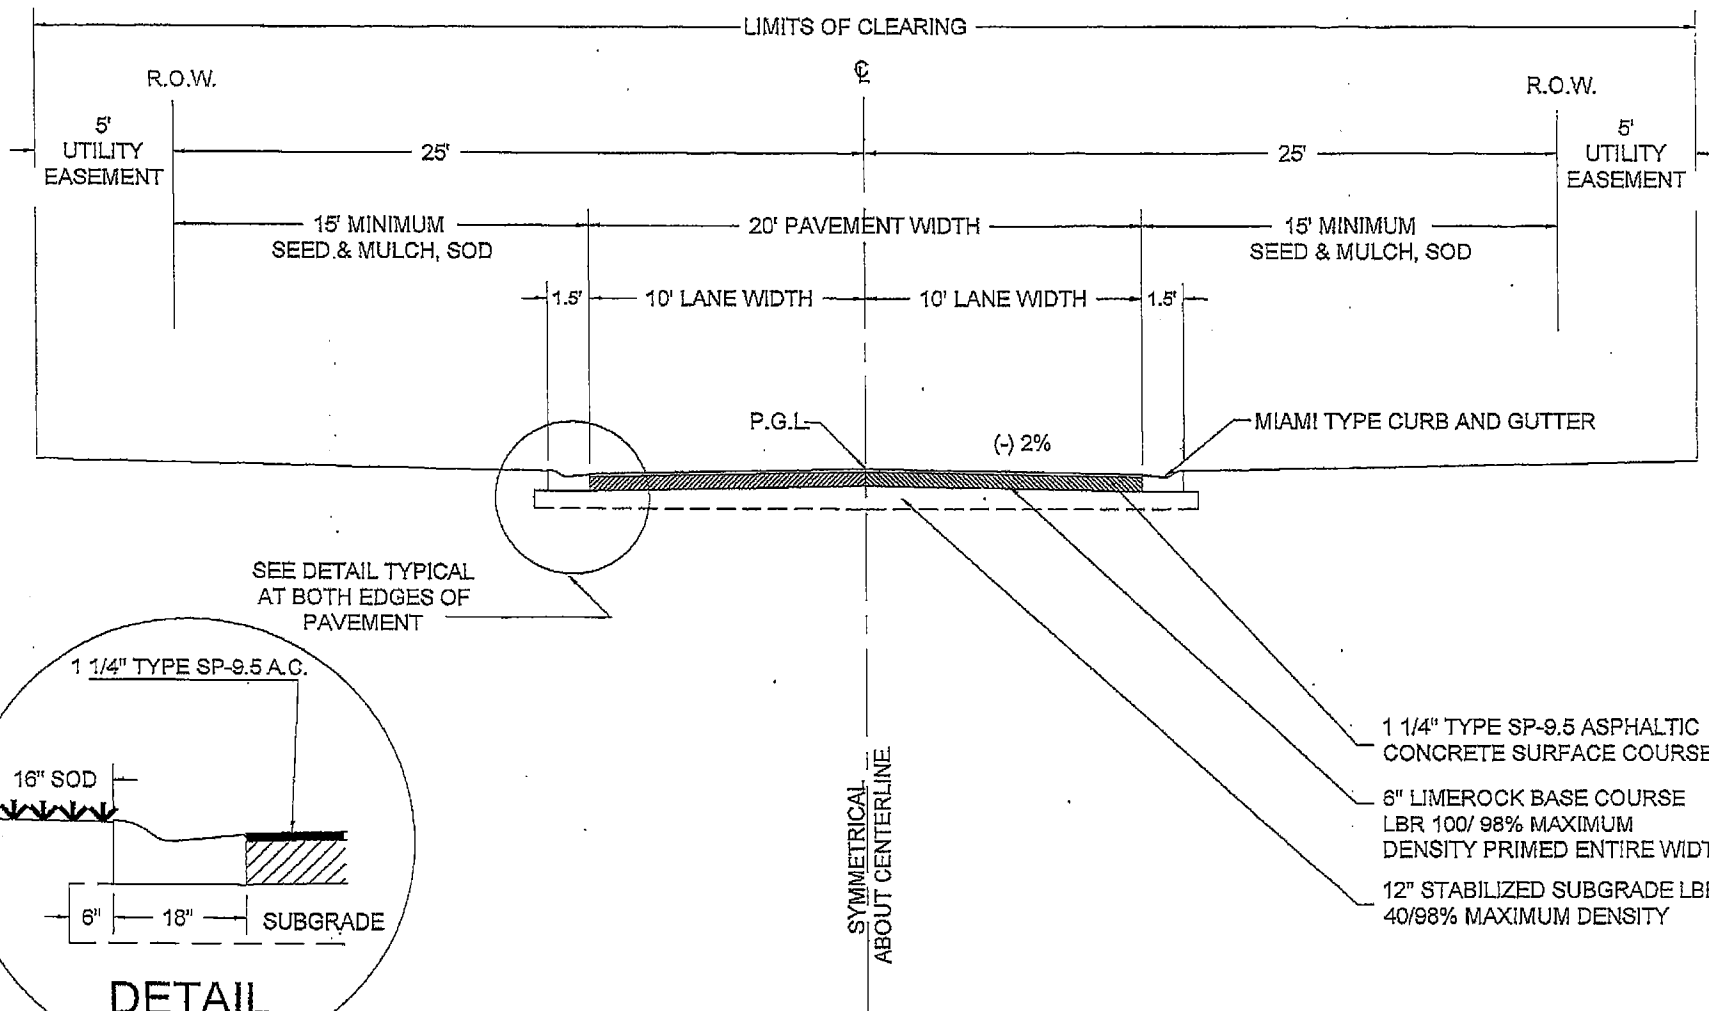 LIMITS OF CLEARING
℄
R.O.W.
R.O.W.
5'
UTILITY
EASEMENT
25'
25'
5'
UTILITY
EASEMENT
15' MINIMUM
SEED & MULCH, SOD
20' PAVEMENT WIDTH
15' MINIMUM
SEED & MULCH, SOD
1.5'
10' LANE WIDTH
10' LANE WIDTH
1.5'
P.G.L.
(-) 2%
MIAMI TYPE CURB AND GUTTER
SEE DETAIL TYPICAL
AT BOTH EDGES OF
PAVEMENT
1 1/4" TYPE SP-9.5 A.C.
16" SOD
6"
18"
SUBGRADE
DETAIL
SYMMETRICAL
ABOUT CENTERLINE
1 1/4" TYPE SP-9.5 ASPHALTIC
CONCRETE SURFACE COURSE
6" LIMEROCK BASE COURSE
LBR 100/ 98% MAXIMUM
DENSITY PRIMED ENTIRE WIDT
12" STABILIZED SUBGRADE LB
40/98% MAXIMUM DENSITY